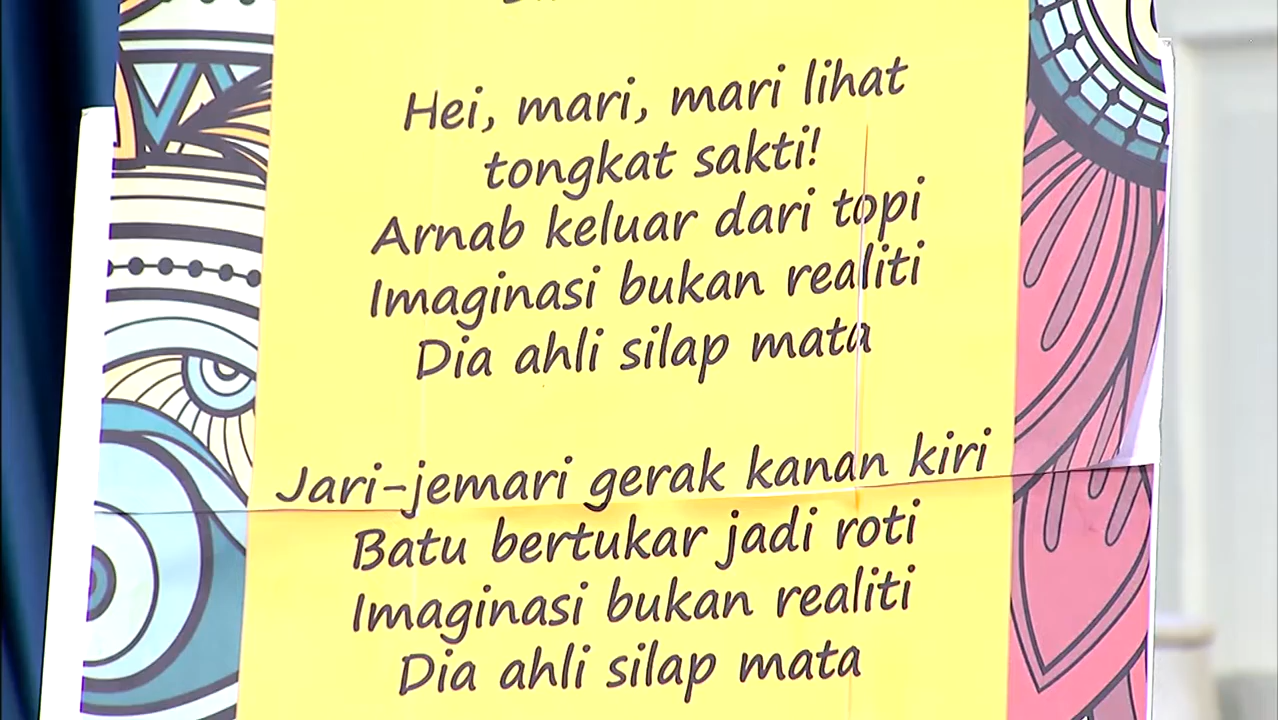 Hei, mari, mari lihat
tongkat sakti!
Arnab keluar dari topi
Imaginasi bukan realiti
Dia ahli silap mata
Jari-jemari gerak kanan kiri
Batu bertukar jadi roti
Imaginasi bukan realiti
Dia ahli silap mata